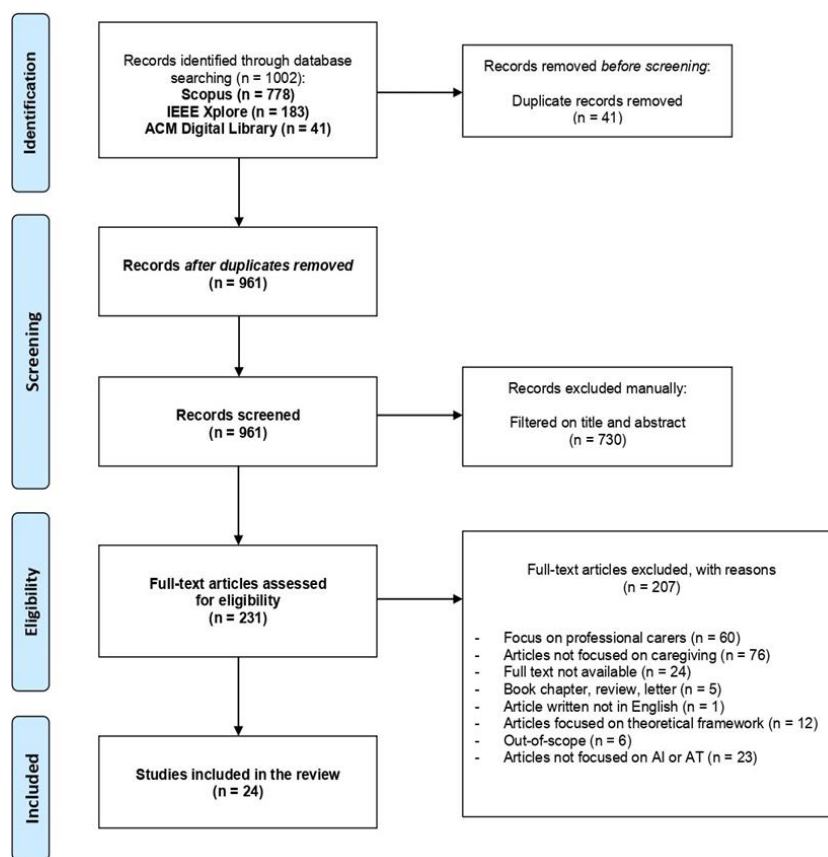 Identification
Records identified through database
searching (n = 1002):
Scopus (n = 778)
IEEE Xplore (n = 183)
ACM Digital Library (n = 41)
Records removed before screening:
Duplicate records removed
(n = 41)
Screening
Records after duplicates removed
(n = 961)
Records screened
(n = 961)
Records excluded manually:
Filtered on title and abstract
(n = 730)
Eligibility
Full-text articles assessed
for eligibility
(n = 231)
Full-text articles excluded, with reasons
(n = 207)
- Focus on professional carers (n = 60)
- Articles not focused on caregiving (n = 76)
- Full text not available (n = 24)
- Book chapter, review, letter (n = 5)
- Article written not in English (n = 1)
- Articles focused on theoretical framework (n = 12)
- Out-of-scope (n = 6)
- Articles not focused on AI or AT (n = 23)
Included
Studies included in the review
(n = 24)